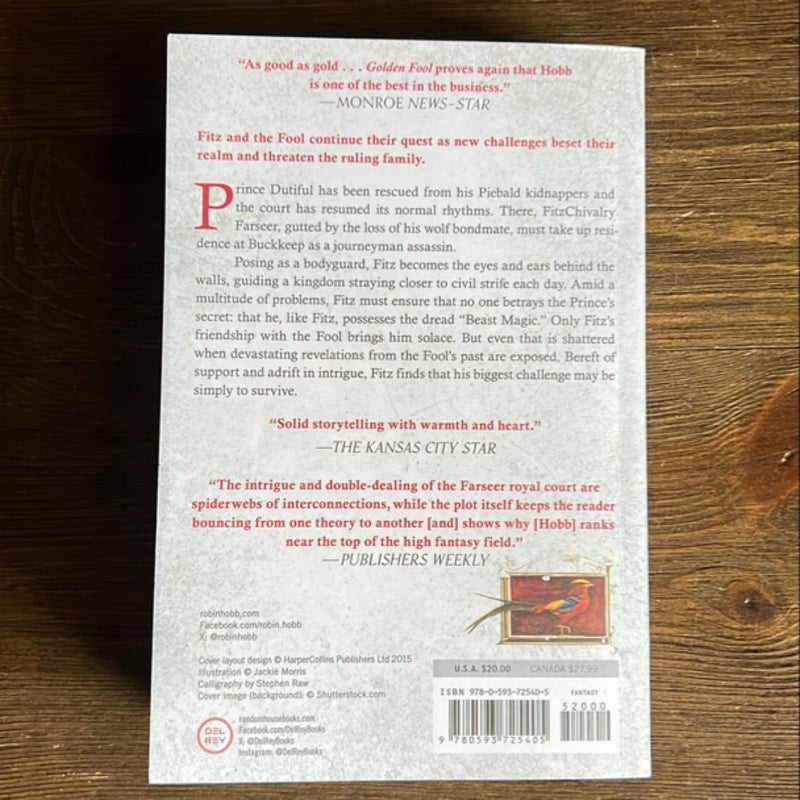 “As good as gold . . . Golden Fool proves again that Hobb
is one of the best in the business.”
—MONROE NEWS-STAR
Fitz and the Fool continue their quest as new challenges beset their
realm and threaten the ruling family.
Prince Dutiful has been rescued from his Piebald kidnappers and
the court has resumed its normal rhythms. There, FitzChivalry
Farseer, gutted by the loss of his wolf bondmate, must take up resi-
dence at Buckkeep as a journeyman assassin.
Posing as a bodyguard, Fitz becomes the eyes and ears behind the
walls, guiding a kingdom straying closer to civil strife each day. Amid a
multitude of problems, Fitz must ensure that no one betrays the Prince’s
secret: that he, like Fitz, possesses the dread “Beast Magic.” Only Fitz’s
friendship with the Fool brings him solace. But even that is shattered
when devastating revelations from the Fool’s past are exposed. Bereft of
support and adrift in intrigue, Fitz finds that his biggest challenge may be
simply to survive.
“Solid storytelling with warmth and heart.”
—THE KANSAS CITY STAR
“The intrigue and double-dealing of the Farseer royal court are
spiderwebs of interconnections, while the plot itself keeps the reader
bouncing from one theory to another [and] shows why [Hobb] ranks
near the top of the high fantasy field.”
—PUBLISHERS WEEKLY
robinhobb.com
Facebook.com/robin.hobb
X: @robinhobb
Cover layout design © HarperCollins Publishers Ltd 2015
Illustration © Jackie Morris
Calligraphy by Stephen Raw
Cover image (background): © Shutterstock.com
DEL
REY
randomhousebooks.com
Facebook.com/DelReyBooks
X: @DelReyBooks
Instagram: @DelReyBooks
U.S.A. $20.00 CANADA $27.99
ISBN 978-0-593-72540-5 FANTASY
52000
9 780593 725405